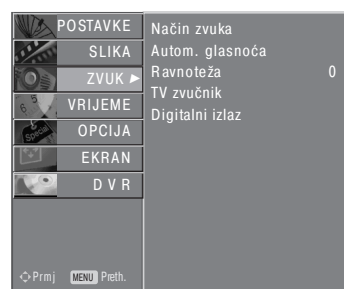 POSTAVKE
SLIKA
ZVUK
VRIJEME
OPCIJA
EKRAN
D V R
Način zvuka
Autom. glasnoća
Ravnoteža 0
TV zvučnik
Digitalni izlaz
Prmj MENU Preth.